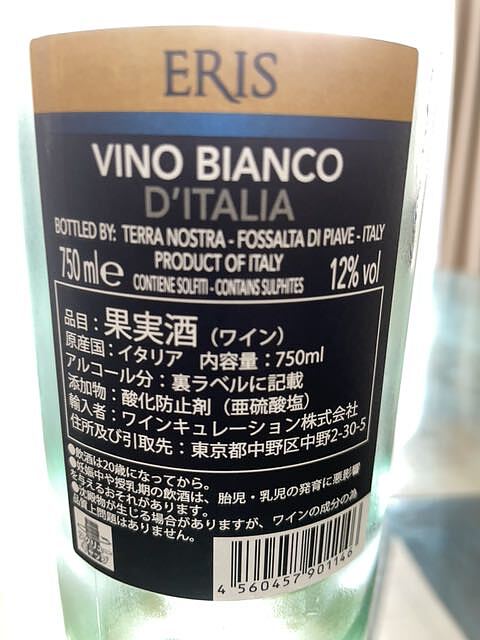 ERIS
VINO BIANCO
D'ITALIA
BOTTLED BY: TERRA NOSTRA - FOSSALTA DI PIAVE - ITALY
PRODUCT OF ITALY
750 ml e
CONTIENE SOLFITI - CONTAINS SULPHITES
12% vol
品目：果実酒（ワイン）
原産国：イタリア 内容量：750ml
アルコール分：裏ラベルに記載
添加物：酸化防止剤（亜硫酸塩）
輸入者：ワインキュレーション株式会社
住所及び引取先：東京都中野区中野2-30-5
●飲酒は20歳になってから。
●妊娠中や授乳期の飲酒は、胎児・乳児の発育に悪影響
を与えるおそれがあります。
●沈殿物が生じる場合がありますが、ワインの成分の為
品質上問題はありません。
4 560457 901146